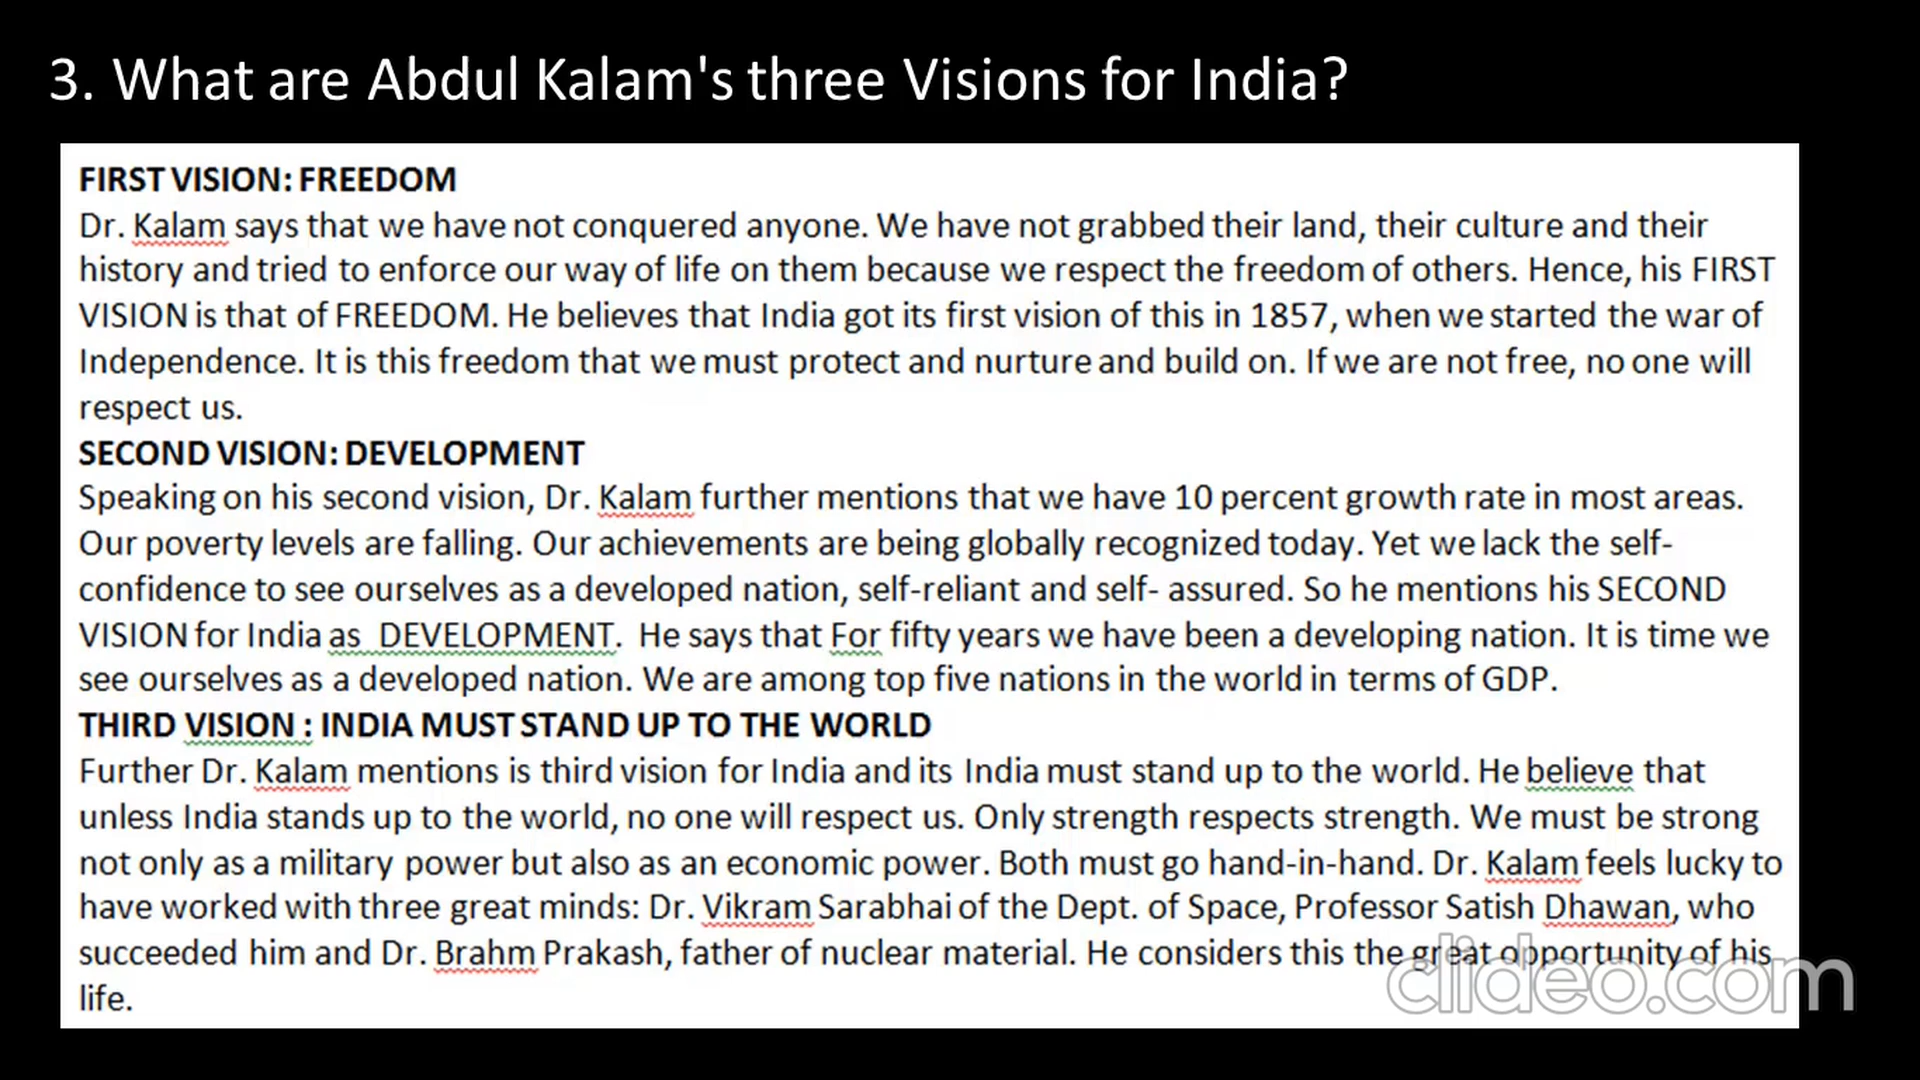 3. What are Abdul Kalam's three Visions for India?
FIRST VISION: FREEDOM
Dr. Kalam says that we have not conquered anyone. We have not grabbed their land, their culture and their
history and tried to enforce our way of life on them because we respect the freedom of others. Hence, his FIRST
VISION is that of FREEDOM. He believes that India got its first vision of this in 1857, when we started the war of
Independence. It is this freedom that we must protect and nurture and build on. If we are not free, no one will
respect us.
SECOND VISION: DEVELOPMENT
Speaking on his second vision, Dr. Kalam further mentions that we have 10 percent growth rate in most areas.
Our poverty levels are falling. Our achievements are being globally recognized today. Yet we lack the self-
confidence to see ourselves as a developed nation, self-reliant and self- assured. So he mentions his SECOND
VISION for India as  DEVELOPMENT.  He says that For fifty years we have been a developing nation. It is time we
see ourselves as a developed nation. We are among top five nations in the world in terms of GDP.
THIRD VISION : INDIA MUST STAND UP TO THE WORLD
Further Dr. Kalam mentions is third vision for India and its India must stand up to the world. He believe that
unless India stands up to the world, no one will respect us. Only strength respects strength. We must be strong
not only as a military power but also as an economic power. Both must go hand-in-hand. Dr. Kalam feels lucky to
have worked with three great minds: Dr. Vikram Sarabhai of the Dept. of Space, Professor Satish Dhawan, who
succeeded him and Dr. Brahm Prakash, father of nuclear material. He considers this the great opportunity of his
life.
clideo.com